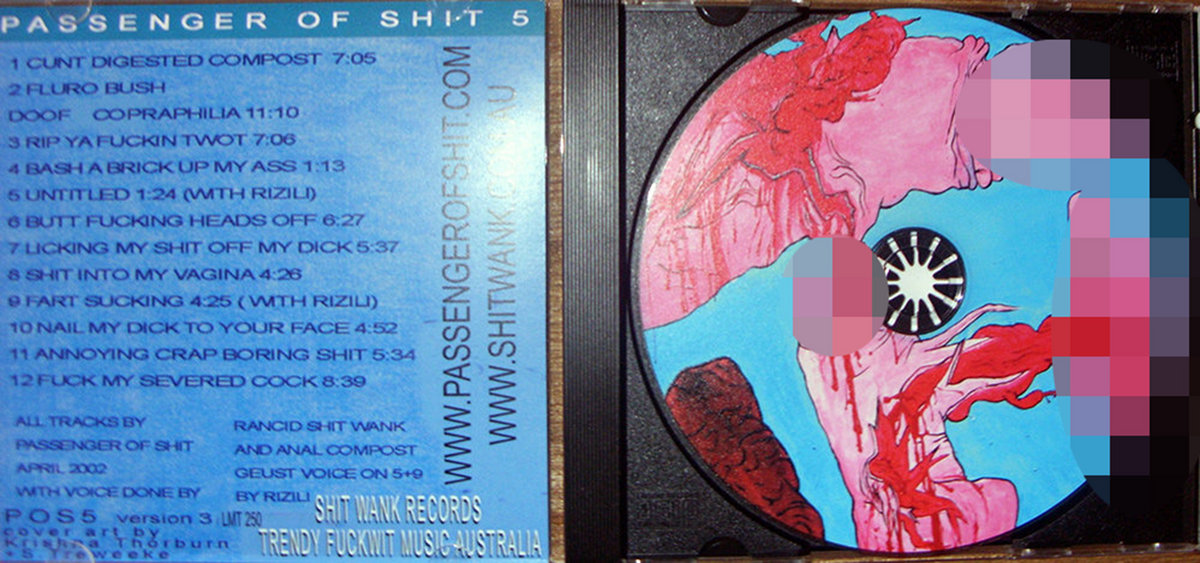 PASSENGER OF SHIT 5
1 CUNT DIGESTED COMPOST 7:05
2 FLURO BUSH
DOOF COPRAPHILIA 11:10
3 RIP YA FUCKIN TWOT 7:06
4 BASH A BRICK UP MY ASS 1:13
5 UNTITLED 1:24 (WITH RIZILI)
6 BUTT FUCKING HEADS OFF 6:27
7 LICKING MY SHIT OFF MY DICK 5:37
8 SHIT INTO MY VAGINA 4:26
9 FART SUCKING 4:25 ( WITH RIZILI)
10 NAIL MY DICK TO YOUR FACE 4:52
11 ANNOYING CRAP BORING SHIT 5:34
12 FUCK MY SEVERED COCK 8:39
ALL TRACKS BY
PASSENGER OF SHIT
APRIL 2002
WITH VOICE DONE BY
RANCID SHIT WANK
AND ANAL COMPOST
GEUST VOICE ON 5+9
BY RIZILI
POS5 version 3 LMT 250
cover art by
Krishna Thorburn
+S.Treweeke
SHIT WANK RECORDS
TRENDY FUCKWIT MUSIC AUSTRALIA
WWW.PASSENGEROFSHIT.COM
WWW.SHITWANK.COM.AU